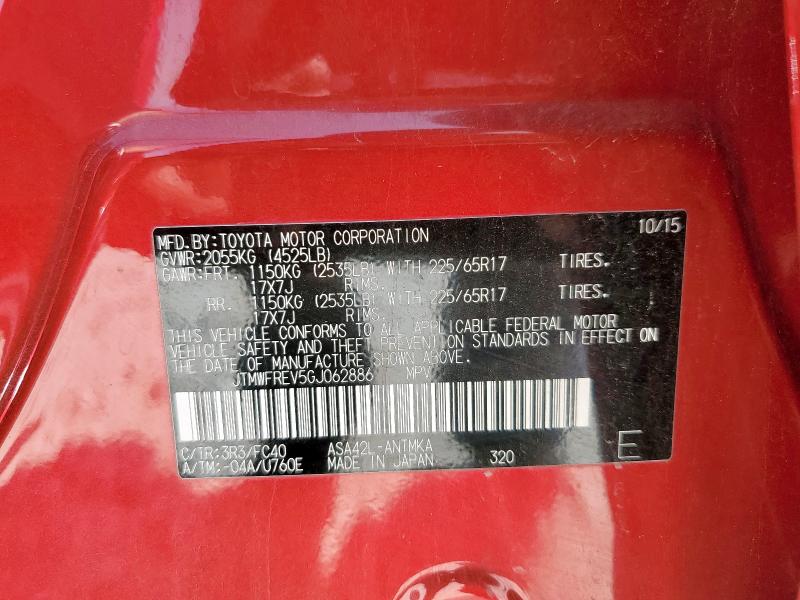 MFD.BY:TOYOTA MOTOR CORPORATION 10/15
GVWR:2055KG (4525LB)
GAWR:FRT. 1150KG (2535LB) WITH 225/65R17 TIRES.
17X7J RIMS.
RR. 1150KG (2535LB) WITH 225/65R17 TIRES.
17X7J RIMS.
THIS VEHICLE CONFORMS TO ALL APPLICABLE FEDERAL MOTOR
VEHICLE SAFETY AND THEFT PREVENTION STANDARDS IN EFFECT ON
THE DATE OF MANUFACTURE SHOWN ABOVE.
JTMWFREV5GJ062886 MPV
C/TR:3R3/FC40 ASA42L-ANTMKA
A/TM:-04A/U760E MADE IN JAPAN 320 E